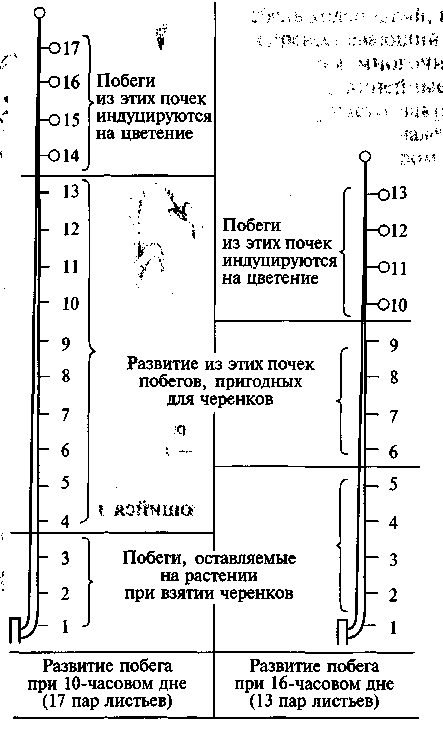 17
16
15
14
Побеги
из этих почек
индуцируются
на цветение
13
12
11
10
9
8
7
6
5
4
3
2
1
Побеги
из этих почек
индуцируются
на цветение
13
12
11
10
9
8
7
6
5
4
3
2
1
Развитие из этих почек
побегов, пригодных
для черенков
Побеги, оставляемые
на растении
при взятии черенков
Развитие побега
при 10-часовом дне
(17 пар листьев)
Развитие побега
при 16-часовом дне
(13 пар листьев)